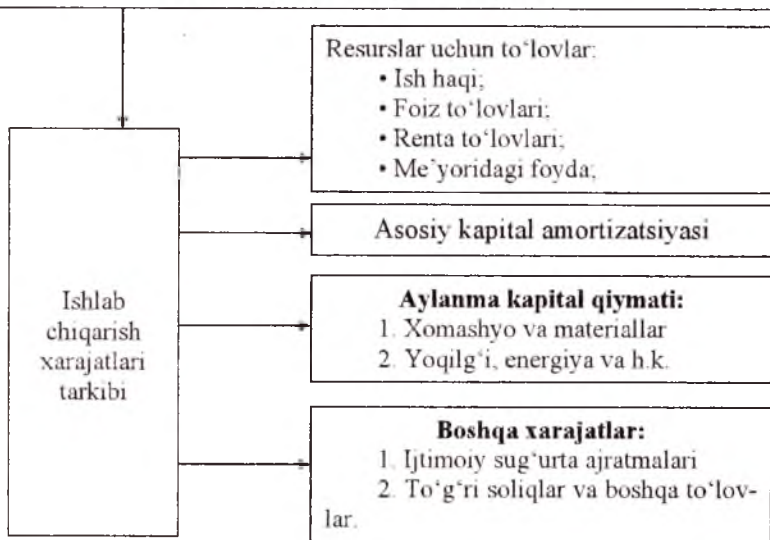 Resurslar uchun to‘lovlar:
• Ish haqi;
• Foiz to‘lovlari;
• Renta to‘lovlari;
• Me’yoridagi foyda;
Asosiy kapital amortizatsiyasi
Ishlab
chiqarish
xarajatlari
tarkibi
Aylanma kapital qiymati:
1. Xomashyo va materiallar
2. Yoqilg‘i, energiya va h.k.
Boshqa xarajatlar:
1. Ijtimoiy sug‘urta ajratmalari
2. To‘g‘ri soliqlar va boshqa to‘lov-
lar.